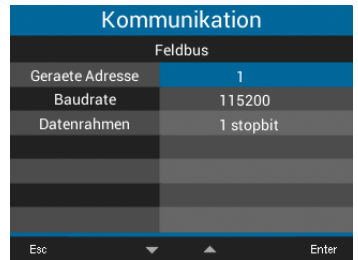 Kommunikation
Feldbus
Geraete Adresse 1
Baudrate 115200
Datenrahmen 1 stopbit
Esc Enter